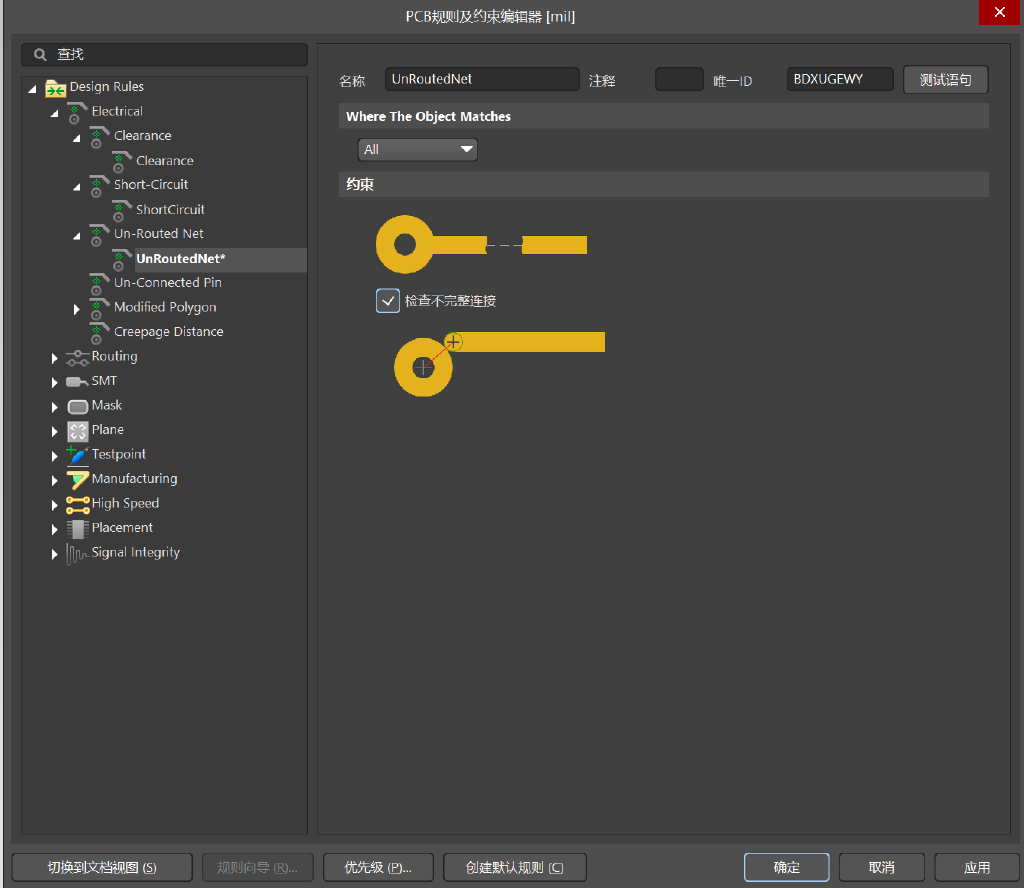 PCB规则及约束编辑器 [mil]
查找
Design Rules
Electrical
Clearance
Clearance
Short-Circuit
ShortCircuit
Un-Routed Net
UnRoutedNet*
Un-Connected Pin
Modified Polygon
Creepage Distance
Routing
SMT
Mask
Plane
Testpoint
Manufacturing
High Speed
Placement
Signal Integrity
名称 UnRoutedNet 注释 唯一ID BDXUGEWY 测试语句
Where The Object Matches
All
约束
检查不完整连接
切换到文档视图 (S) 规则向导 (R)... 优先级 (P)... 创建默认规则 (C) 确定 取消 应用